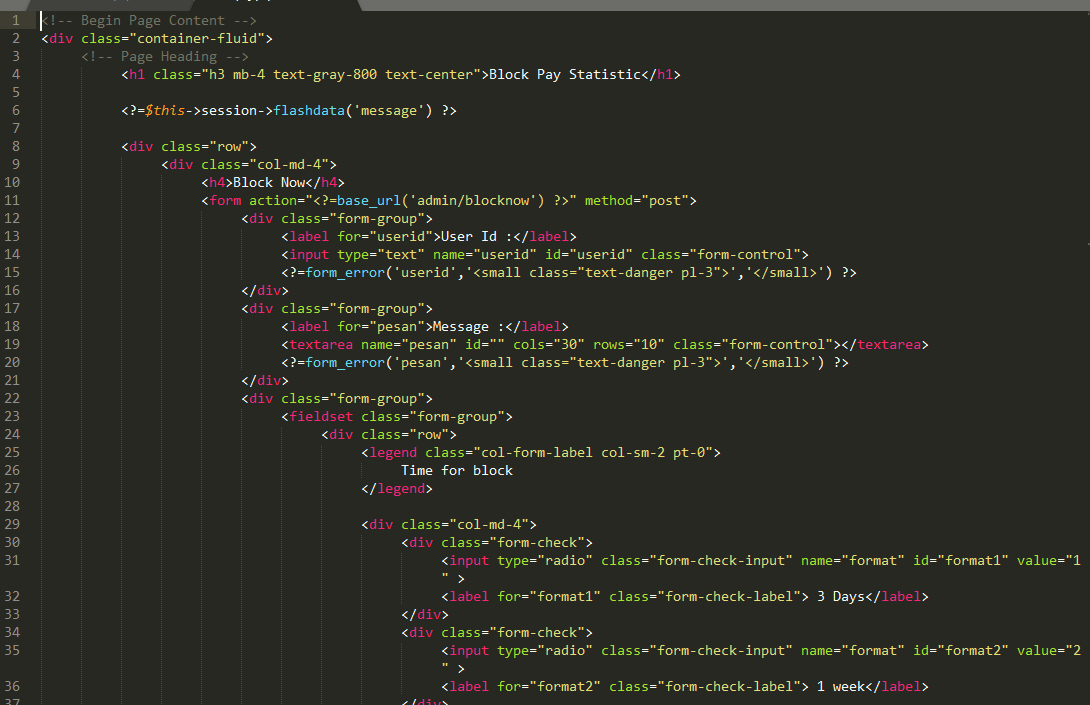 1 <!-- Begin Page Content -->
2 <div class="container-fluid">
3 <!-- Page Heading -->
4 <h1 class="h3 mb-4 text-gray-800 text-center">Block Pay Statistic</h1>
5
6 <?=$this->session->flashdata('message') ?>
7
8 <div class="row">
9 <div class="col-md-4">
10 <h4>Block Now</h4>
11 <form action="<?=base_url('admin/blocknow') ?>" method="post">
12 <div class="form-group">
13 <label for="userid">User Id :</label>
14 <input type="text" name="userid" id="userid" class="form-control">
15 <?=form_error('userid','<small class="text-danger pl-3">','</small>') ?>
16 </div>
17 <div class="form-group">
18 <label for="pesan">Message :</label>
19 <textarea name="pesan" id="" cols="30" rows="10" class="form-control"></textarea>
20 <?=form_error('pesan','<small class="text-danger pl-3">','</small>') ?>
21 </div>
22 <div class="form-group">
23 <fieldset class="form-group">
24 <div class="row">
25 <legend class="col-form-label col-sm-2 pt-0">
26 Time for block
27 </legend>
28
29 <div class="col-md-4">
30 <div class="form-check">
31 <input type="radio" class="form-check-input" name="format" id="format1" value="1
" >
32 <label for="format1" class="form-check-label"> 3 Days</label>
33 </div>
34 <div class="form-check">
35 <input type="radio" class="form-check-input" name="format" id="format2" value="2
" >
36 <label for="format2" class="form-check-label"> 1 week</label>
37 </div>